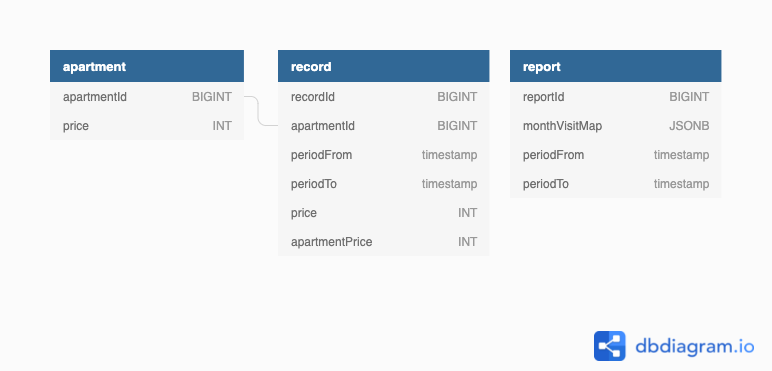 apartment
apartmentId BIGINT
price INT
record
recordId BIGINT
apartmentId BIGINT
periodFrom timestamp
periodTo timestamp
price INT
apartmentPrice INT
report
reportId BIGINT
monthVisitMap JSONB
periodFrom timestamp
periodTo timestamp
dbdiagram.io